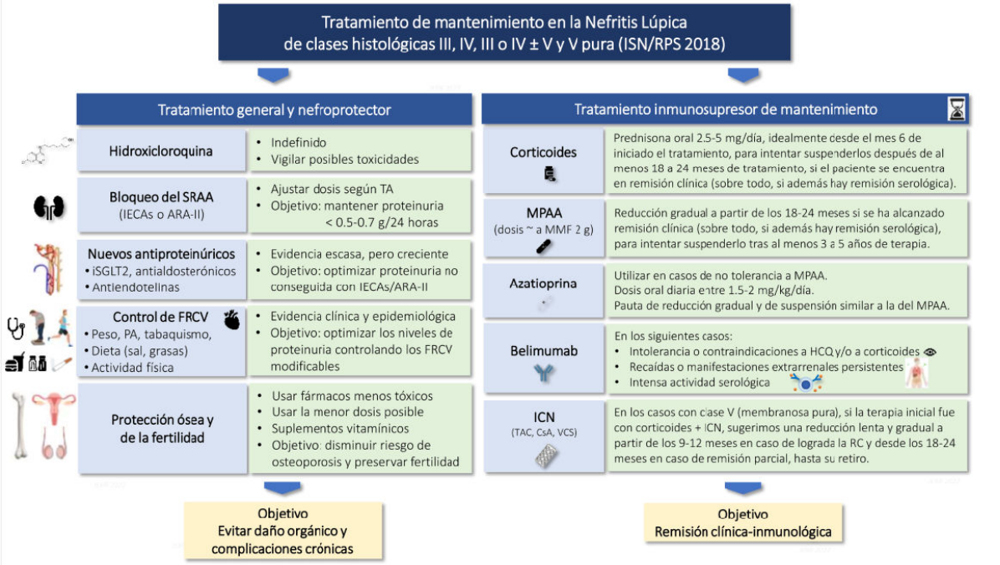 Tratamiento de mantenimiento en la Nefritis Lúpica
de clases histológicas III, IV, III o IV ± V y V pura (ISN/RPS 2018)
Tratamiento general y nefroprotector
Hidroxicloroquina
• Indefinido
• Vigilar posibles toxicidades
Bloqueo del SRAA
(IECAs o ARA-II)
• Ajustar dosis según TA
• Objetivo: mantener proteinuria
< 0.5-0.7 g/24 horas
Nuevos antiproteinúricos
• iSGLT2, antialdosterónicos
• Antiendotelinas
• Evidencia escasa, pero creciente
• Objetivo: optimizar proteinuria no
conseguida con IECAs/ARA-II
Control de FRCV
• Peso, PA, tabaquismo,
• Dieta (sal, grasas)
• Actividad física
• Evidencia clínica y epidemiológica
• Objetivo: optimizar los niveles de
proteinuria controlando los FRCV
modificables
Protección ósea y
de la fertilidad
• Usar fármacos menos tóxicos
• Usar la menor dosis posible
• Suplementos vitamínicos
• Objetivo: disminuir riesgo de
osteoporosis y preservar fertilidad
Objetivo
Evitar daño orgánico y
complicaciones crónicas
Tratamiento inmunosupresor de mantenimiento
Corticoides
Prednisona oral 2.5-5 mg/día, idealmente desde el mes 6 de
iniciado el tratamiento, para intentar suspenderlos después de al
menos 18 a 24 meses de tratamiento, si el paciente se encuentra
en remisión clínica (sobre todo, si además hay remisión serológica).
MPAA
(dosis ~ a MMF 2 g)
Reducción gradual a partir de los 18-24 meses si se ha alcanzado
remisión clínica (sobre todo, si además hay remisión serológica),
para intentar suspenderlo tras al menos 3 a 5 años de terapia.
Azatioprina
Utilizar en casos de no tolerancia a MPAA.
Dosis oral diaria entre 1.5-2 mg/kg/día.
Pauta de reducción gradual y de suspensión similar a la del MPAA.
Belimumab
En los siguientes casos:
• Intolerancia o contraindicaciones a HCQ y/o a corticoides
• Recaídas o manifestaciones extrarrenales persistentes
• Intensa actividad serológica
ICN
(TAC, CsA, VCS)
En los casos con clase V (membranosa pura), si la terapia inicial fue
con corticoides + ICN, sugerimos una reducción lenta y gradual a
partir de los 9-12 meses en caso de lograda la RC y desde los 18-24
meses en caso de remisión parcial, hasta su retiro.
Objetivo
Remisión clínica-inmunológica